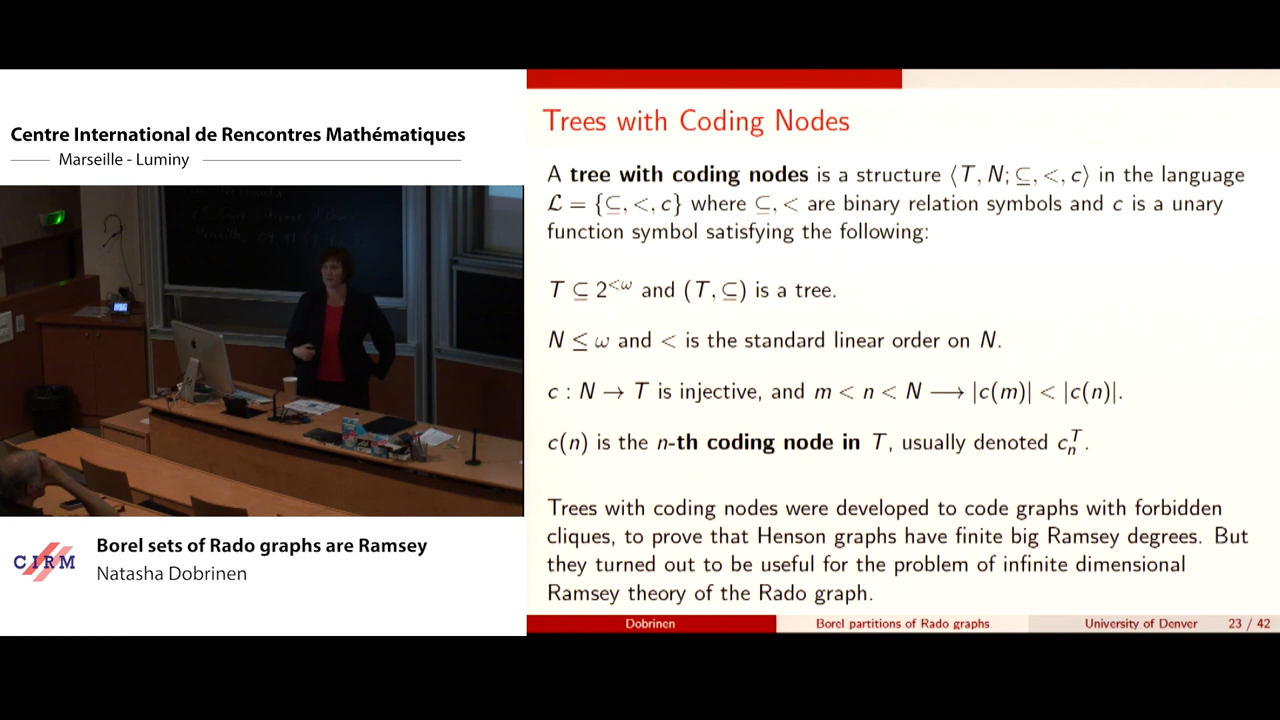 Centre International de Rencontres Mathématiques
Marseille - Luminy
CIRM
Borel sets of Rado graphs are Ramsey
Natasha Dobrinen
Trees with Coding Nodes
A tree with coding nodes is a structure ⟨T, N; ⊆, <, c⟩ in the language
ℒ = {⊆, <, c} where ⊆, < are binary relation symbols and c is a unary
function symbol satisfying the following:
T ⊆ 2^{<ω} and (T, ⊆) is a tree.
N ≤ ω and < is the standard linear order on N.
c : N → T is injective, and m < n < N ⟶ |c(m)| < |c(n)|.
c(n) is the n-th coding node in T, usually denoted c_n^T.
Trees with coding nodes were developed to code graphs with forbidden
cliques, to prove that Henson graphs have finite big Ramsey degrees. But
they turned out to be useful for the problem of infinite dimensional
Ramsey theory of the Rado graph.
Dobrinen Borel partitions of Rado graphs University of Denver 23 / 42